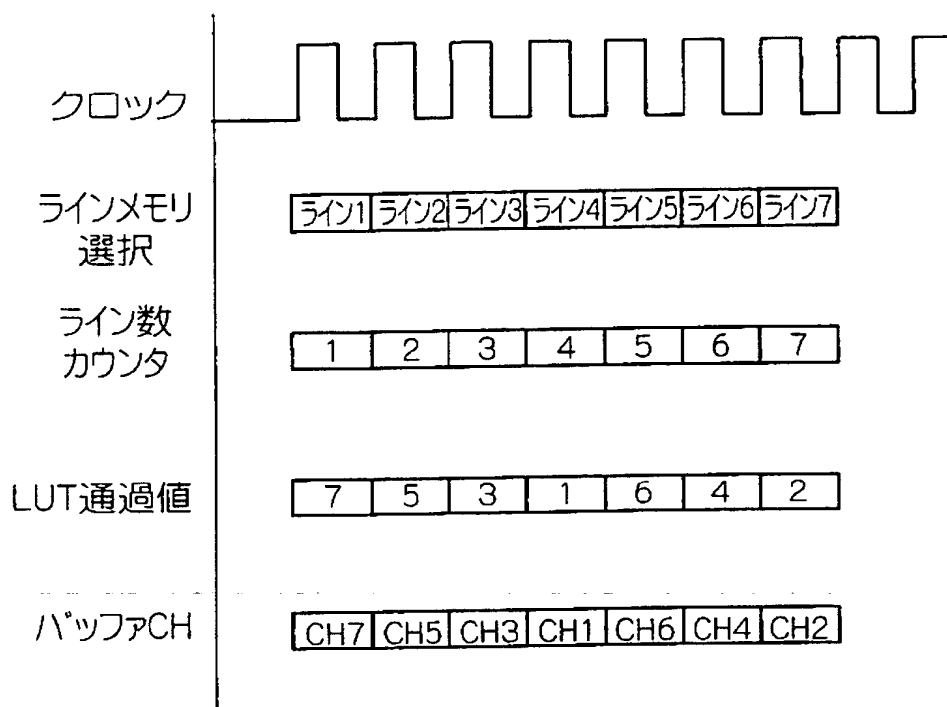 クロック
ラインメモリ
選択
ライン1 ライン2 ライン3 ライン4 ライン5 ライン6 ライン7
ライン数
カウンタ
1 2 3 4 5 6 7
LUT通過値
7 5 3 1 6 4 2
バッファCH
CH7 CH5 CH3 CH1 CH6 CH4 CH2